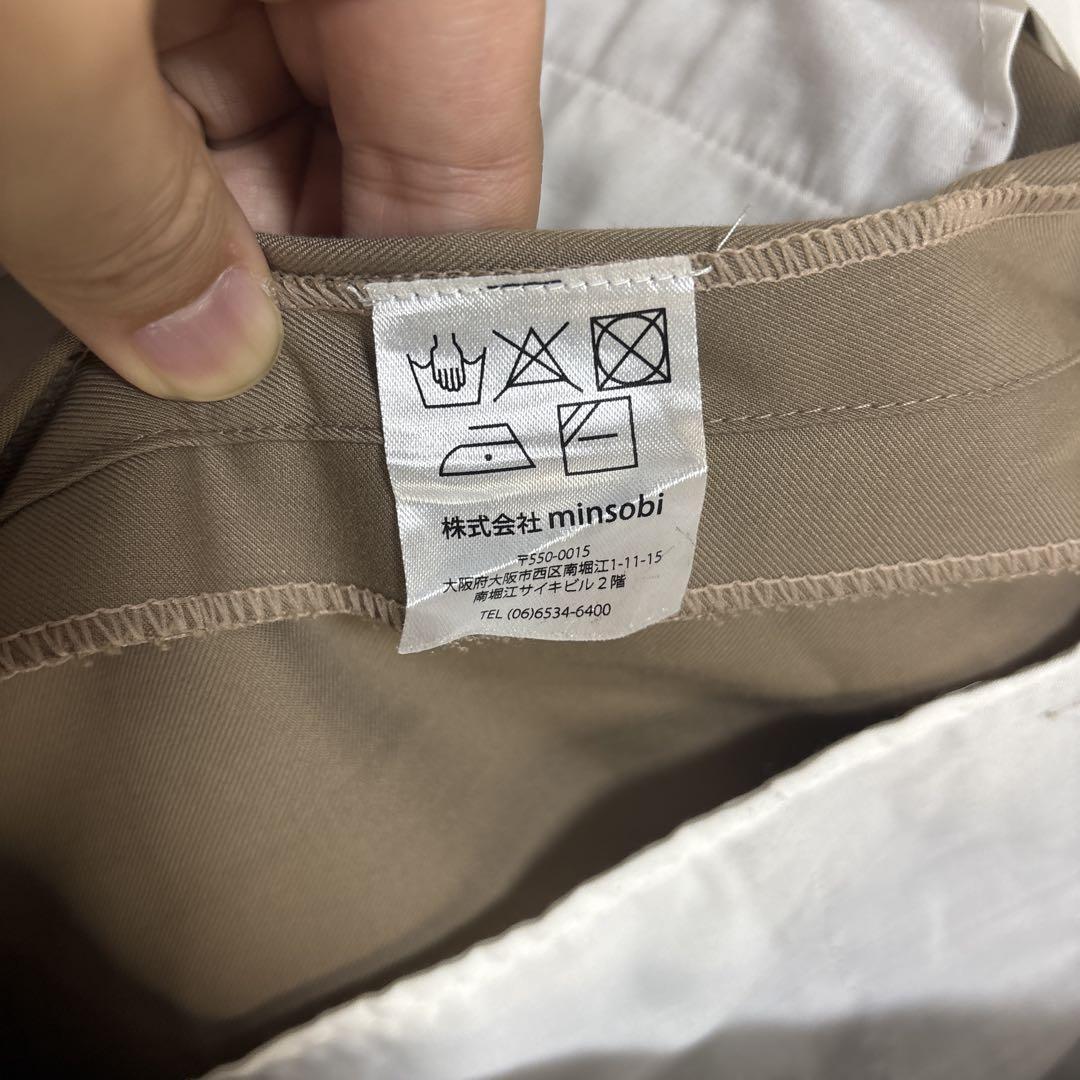 株式会社 minsobi
〒550-0015
大阪府大阪市西区南堀江1-11-15
南堀江サイキビル2階
TEL (06)6534-6400